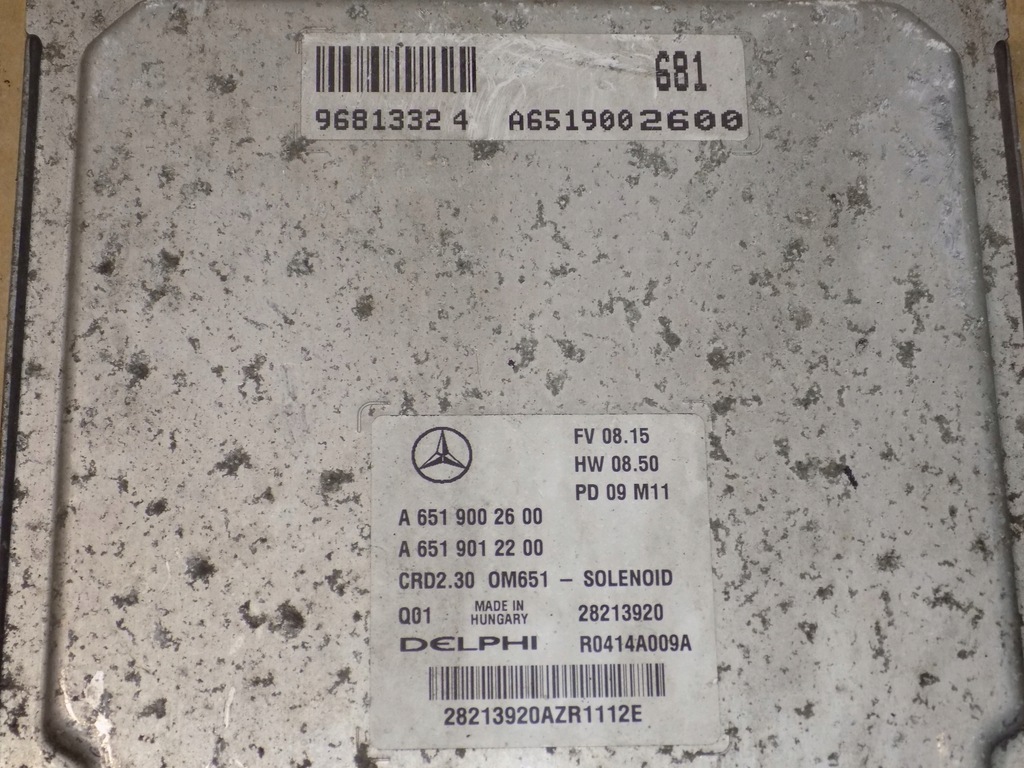 681
9681332 4 A6519002600
FV 08.15
HW 08.50
PD 09 M11
A 651 900 26 00
A 651 901 22 00
CRD2.30 OM651 – SOLENOID
Q01 MADE IN HUNGARY 28213920
DELPHI R0414A009A
28213920AZR1112E